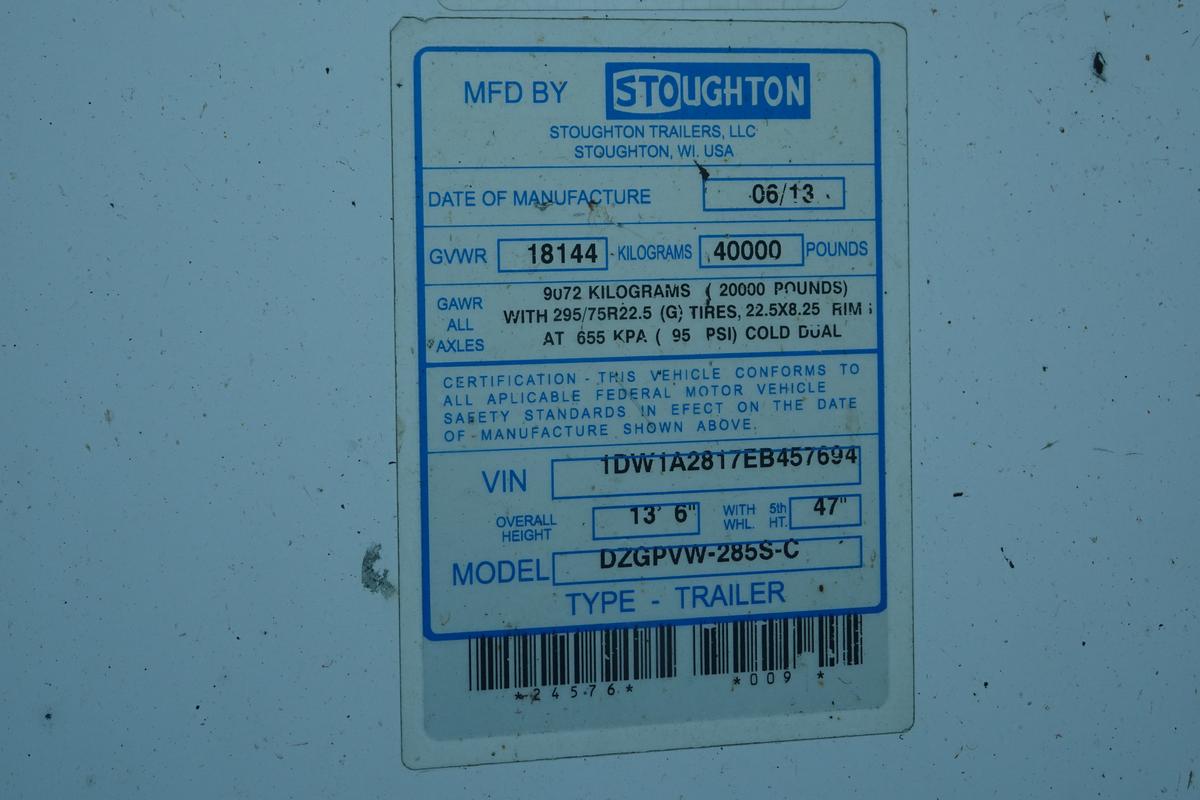 MFD BY STOUGHTON
STOUGHTON TRAILERS, LLC
STOUGHTON, WI. USA
DATE OF MANUFACTURE 06/13
GVWR 18144 KILOGRAMS 40000 POUNDS
GAWR ALL AXLES
9072 KILOGRAMS ( 20000 POUNDS)
WITH 295/75R22.5 (G) TIRES, 22.5X8.25 RIM
AT 655 KPA ( 95 PSI) COLD DUAL
CERTIFICATION - THIS VEHICLE CONFORMS TO
ALL APLICABLE FEDERAL MOTOR VEHICLE
SAFETY STANDARDS IN EFECT ON THE DATE
OF MANUFACTURE SHOWN ABOVE.
VIN 1DW1A2817EB457694
OVERALL HEIGHT 13' 6" WITH 5th WHL. HT. 47"
MODEL DZGPVW-285S-C
TYPE - TRAILER
*24576* *009 *